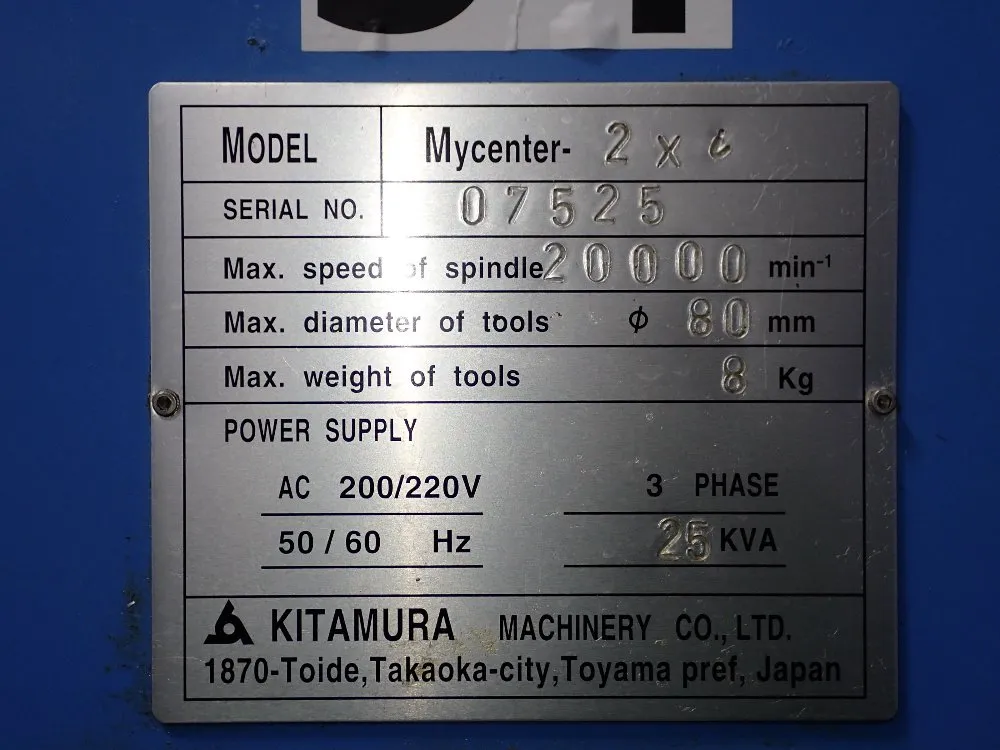 MODEL Mycenter- 2xi
SERIAL NO. 07525
Max. speed of spindle 20000 min⁻¹
Max. diameter of tools ϕ 80 mm
Max. weight of tools 8 Kg
POWER SUPPLY
AC 200/220V 3 PHASE
50 / 60 Hz 25 KVA
KITAMURA MACHINERY CO., LTD.
1870-Toide, Takaoka-city, Toyama pref, Japan